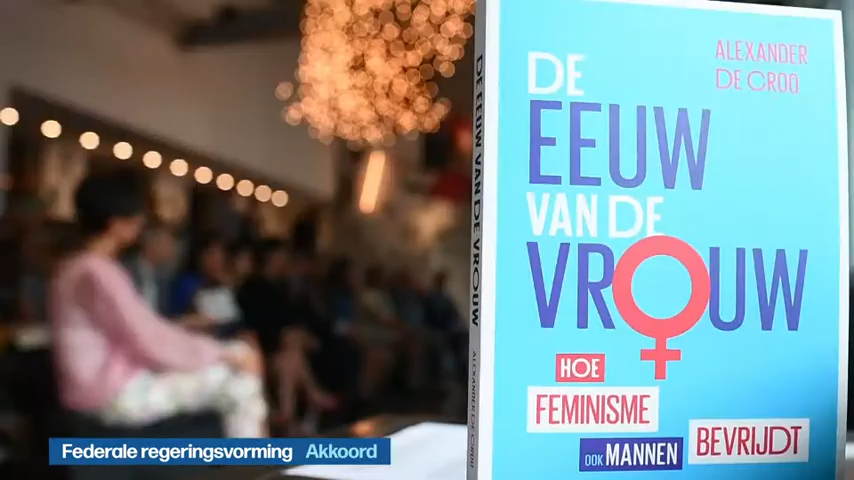 ALEXANDER
DE CROO
DE
EEUW
VAN DE
VROUW
HOE
FEMINISME
OOK MANNEN
BEVRIJDT
DE EEUW VAN DE VROUW
ALEXANDER DE CROO
Federale regeringsvorming Akkoord